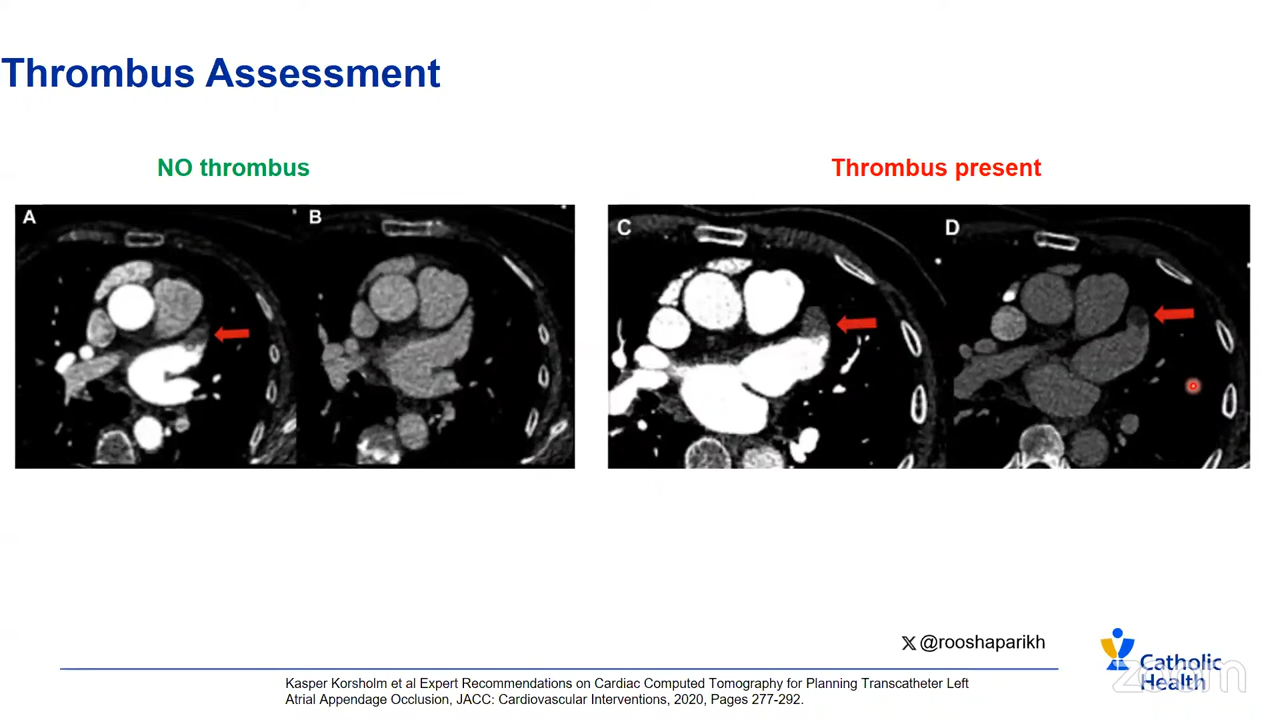 Thrombus Assessment
NO thrombus
Thrombus present
A
B
C
D
X @rooshaparikh
Catholic
Health
zoom
Kasper Korsholm et al Expert Recommendations on Cardiac Computed Tomography for Planning Transcatheter Left
Atrial Appendage Occlusion, JACC: Cardiovascular Interventions, 2020, Pages 277-292.